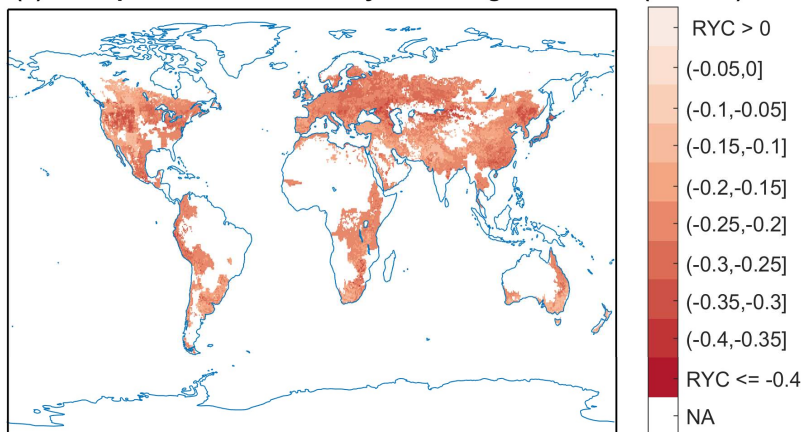 RYC > 0
(-0.05,0]
(-0.1,-0.05]
(-0.15,-0.1]
(-0.2,-0.15]
(-0.25,-0.2]
(-0.3,-0.25]
(-0.35,-0.3]
(-0.4,-0.35]
RYC <= -0.4
NA